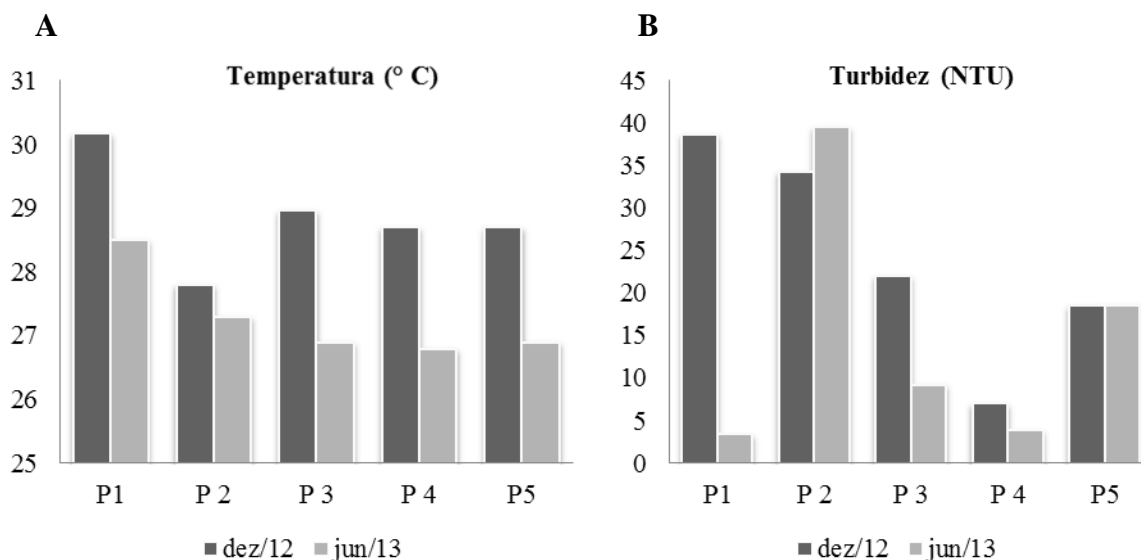 A
Temperatura (° C)
31
30
29
28
27
26
25
P1 P 2 P 3 P 4 P5
dez/12 jun/13
B
Turbidez (NTU)
45
40
35
30
25
20
15
10
5
0
P1 P 2 P 3 P 4 P5
dez/12 jun/13